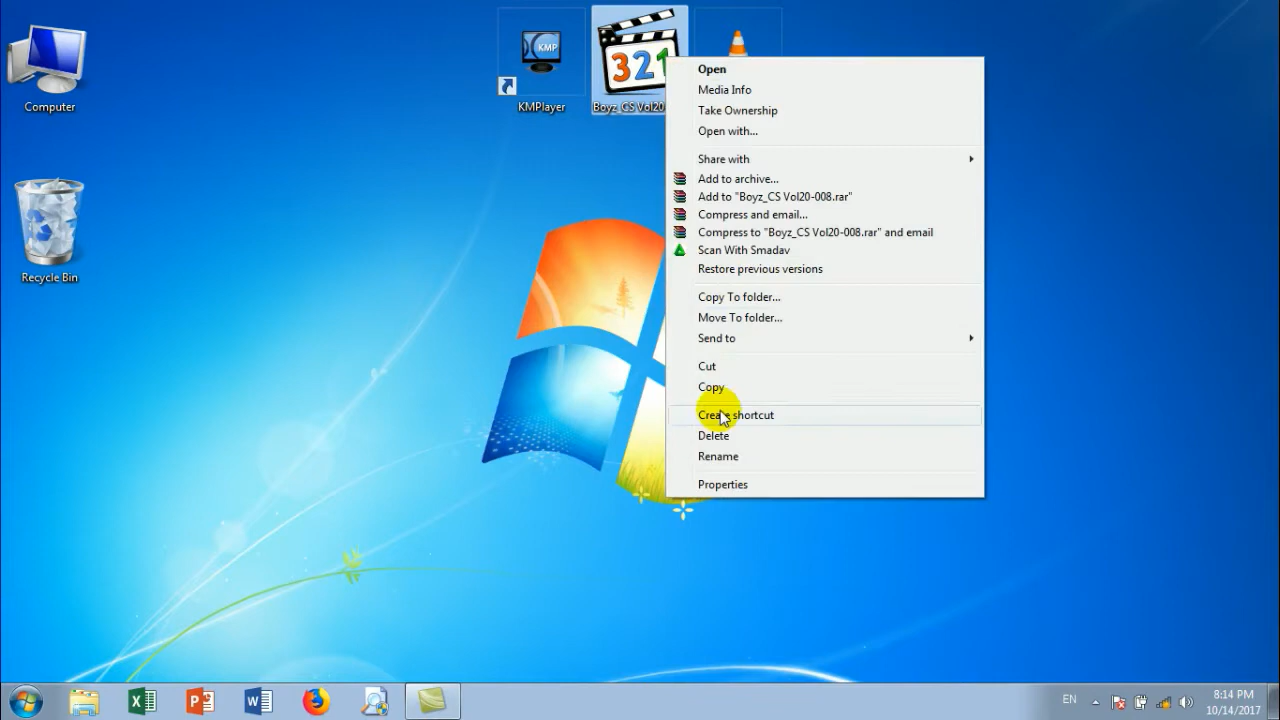 Computer
Recycle Bin
KMP
KMPlayer
321
Boyz_CS Vol20
Open
Media Info
Take Ownership
Open with...
Share with
Add to archive...
Add to "Boyz_CS Vol20-008.rar"
Compress and email...
Compress to "Boyz_CS Vol20-008.rar" and email
Scan With Smadav
Restore previous versions
Copy To folder...
Move To folder...
Send to
Cut
Copy
Create shortcut
Delete
Rename
Properties
EN
8:14 PM
10/14/2017